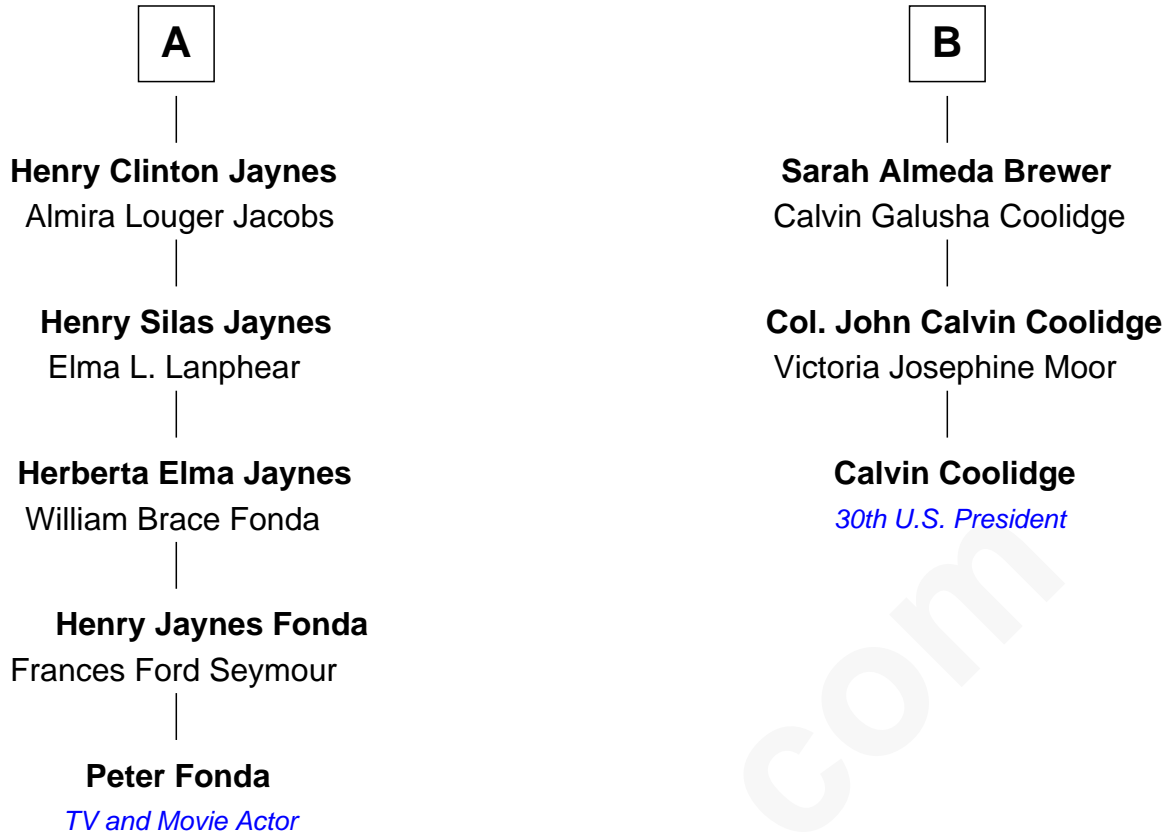 A
Henry Clinton Jaynes
Almira Louger Jacobs
Henry Silas Jaynes
Elma L. Lanphear
Herberta Elma Jaynes
William Brace Fonda
Henry Jaynes Fonda
Frances Ford Seymour
Peter Fonda
TV and Movie Actor
B
Sarah Almeda Brewer
Calvin Galusha Coolidge
Col. John Calvin Coolidge
Victoria Josephine Moor
Calvin Coolidge
30th U.S. President
com